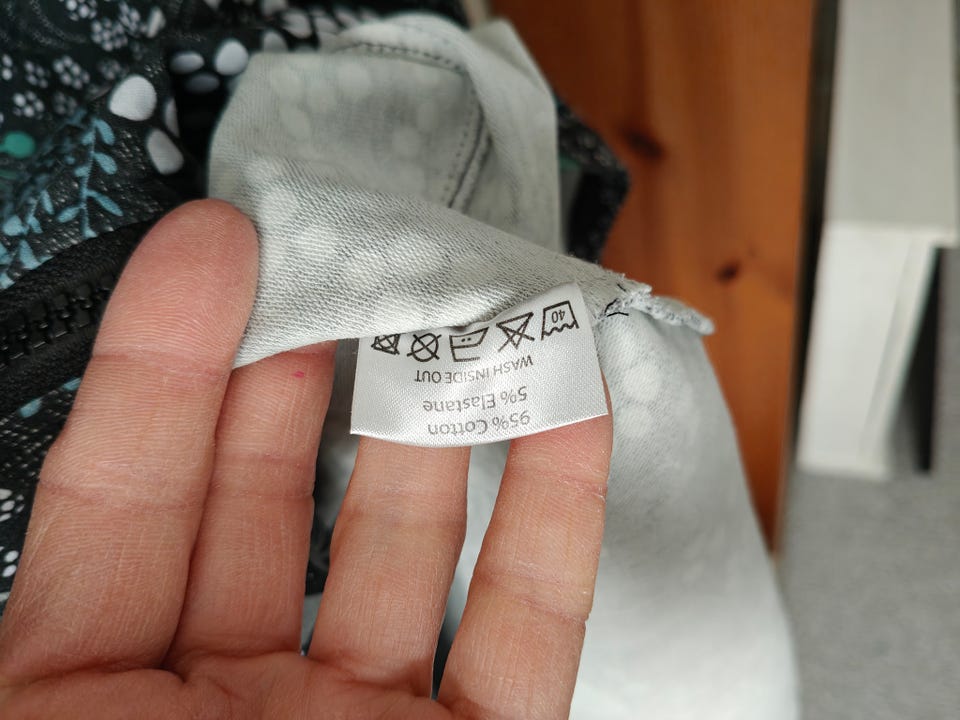 95% Cotton
5% Elastane
WASH INSIDE OUT
40